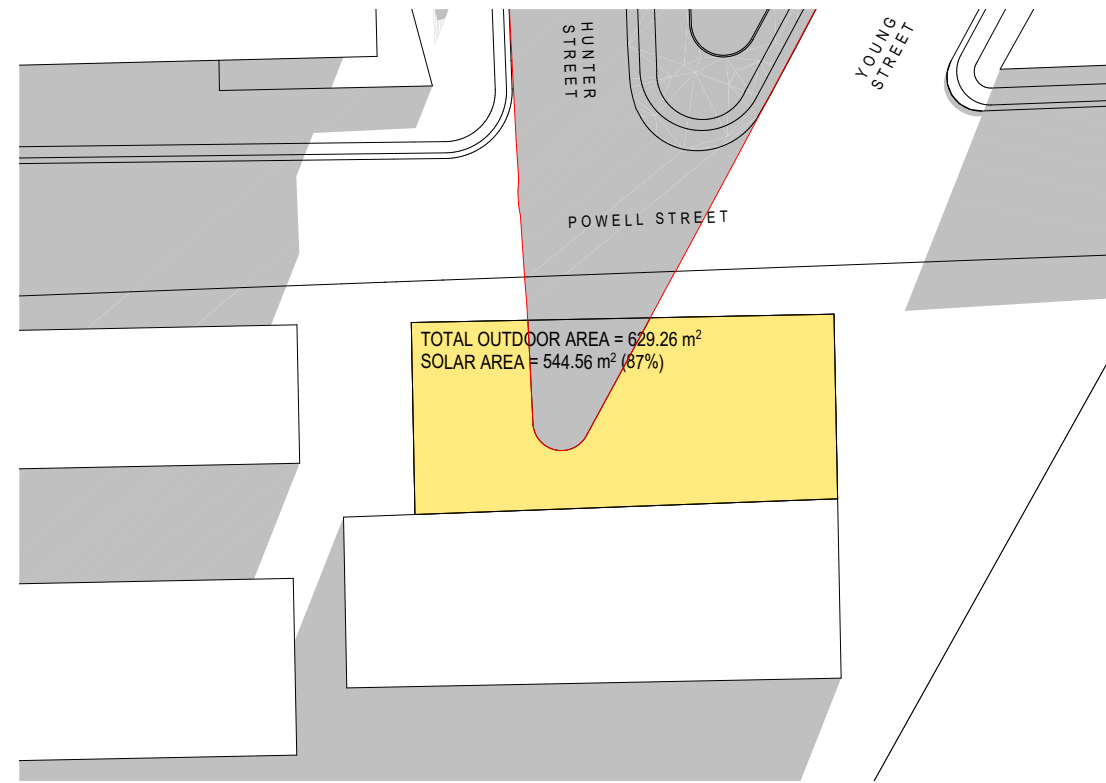 HUNTER
STREET
YOUNG
STREET
POWELL STREET
TOTAL OUTDOOR AREA = 629.26 m²
SOLAR AREA = 544.56 m² (87%)